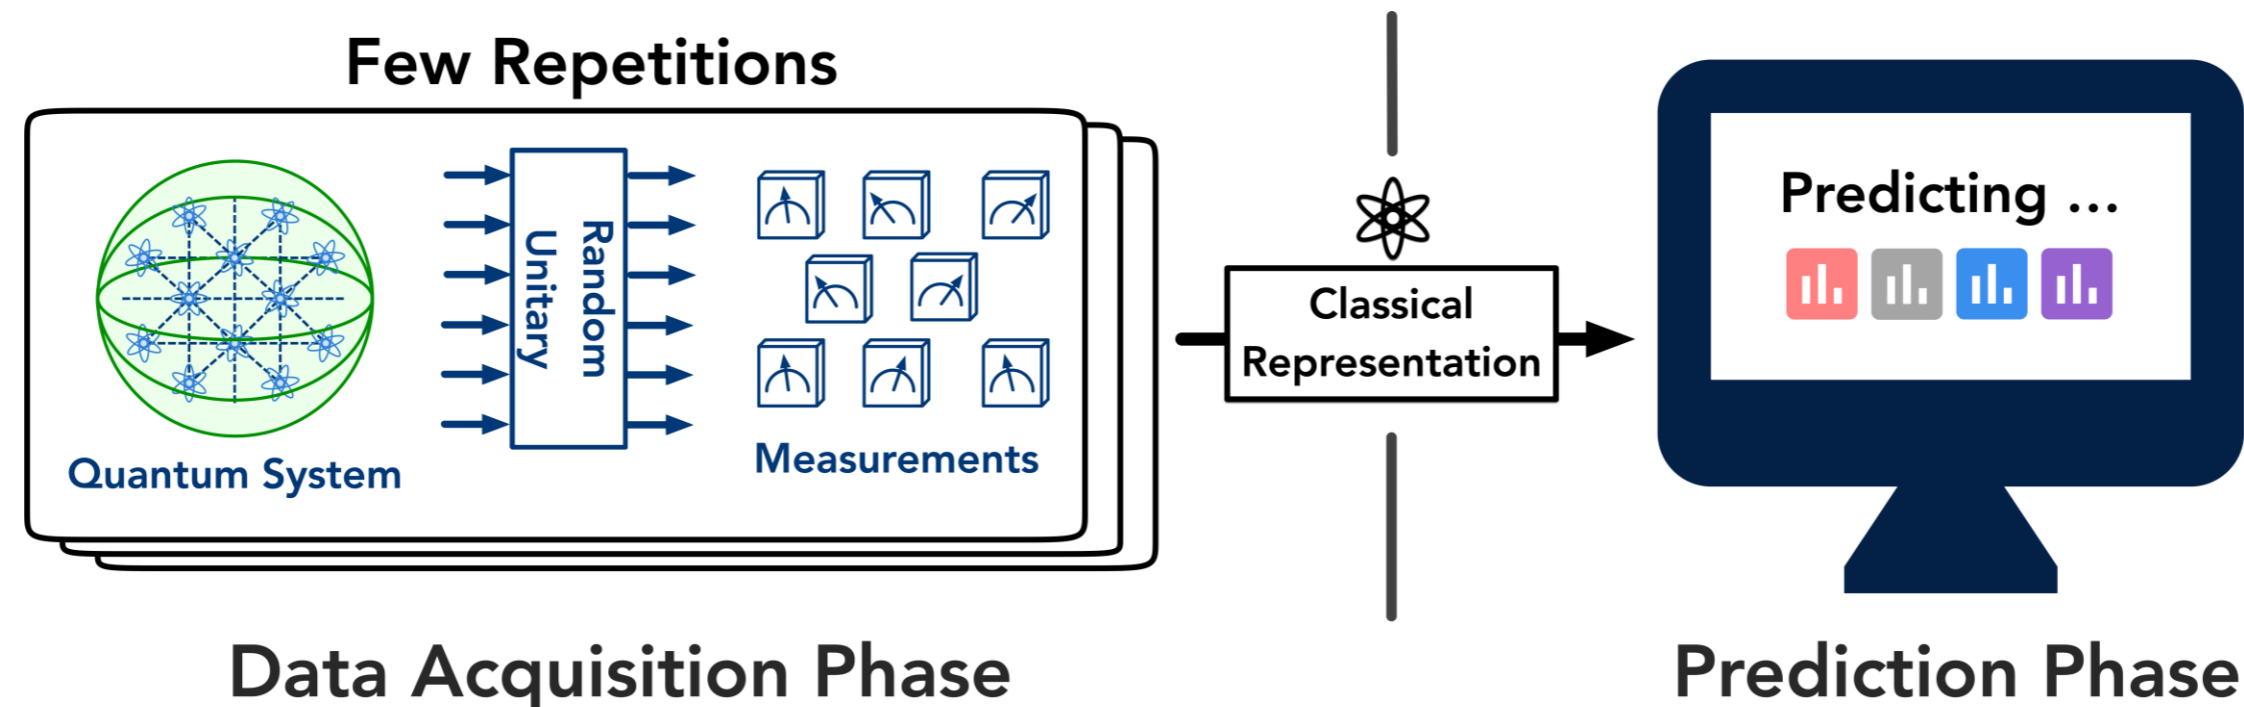 Few Repetitions
Quantum System
Random
Unitary
Measurements
Classical
Representation
Predicting ...
Data Acquisition Phase
Prediction Phase